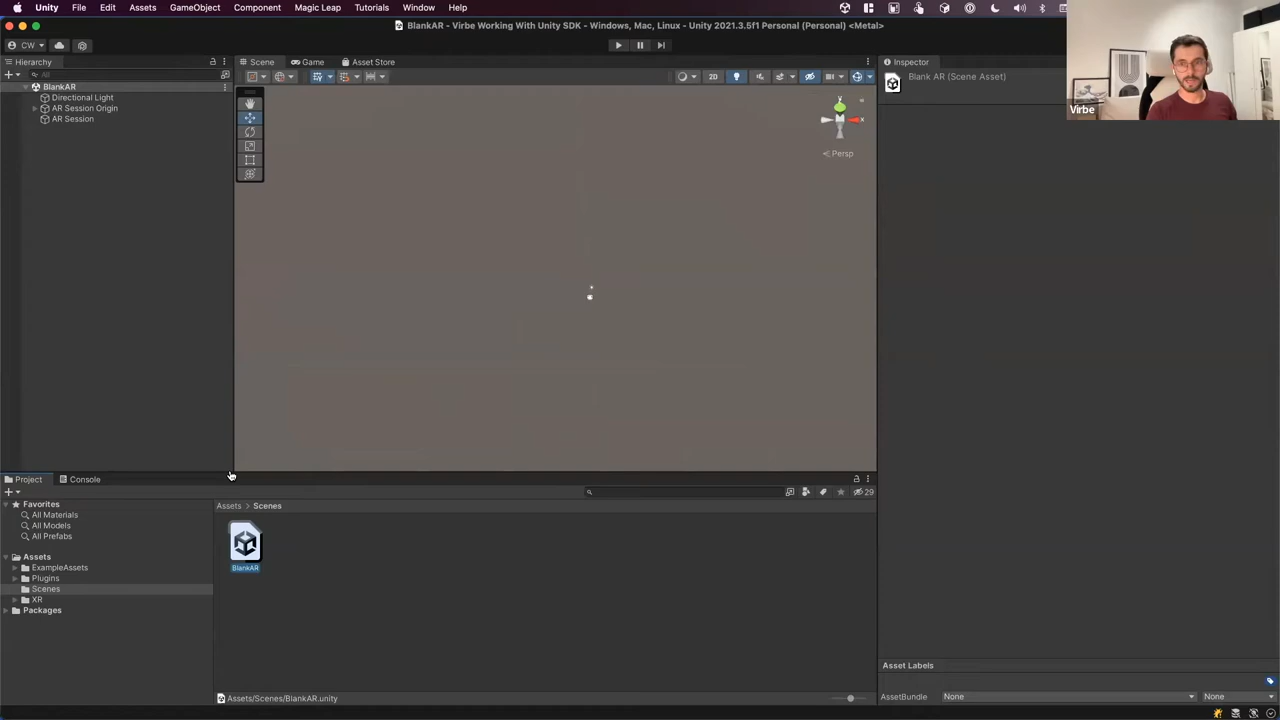 Unity File Edit Assets GameObject Component Magic Leap Tutorials Window Help
BlankAR - Virbe Working With Unity SDK - Windows, Mac, Linux - Unity 2021.3.5f1 Personal (Personal) <Metal>
CW
Hierarchy
Scene Game Asset Store
Inspector
All
2D
Blank AR (Scene Asset)
BlankAR
Directional Light
AR Session Origin
AR Session
y
x
Persp
Virbe
Project Console
29
Favorites
All Materials
All Models
All Prefabs
Assets
ExampleAssets
Plugins
Scenes
XR
Packages
Assets > Scenes
BlankAR
Assets/Scenes/BlankAR.unity
Asset Labels
AssetBundle None None